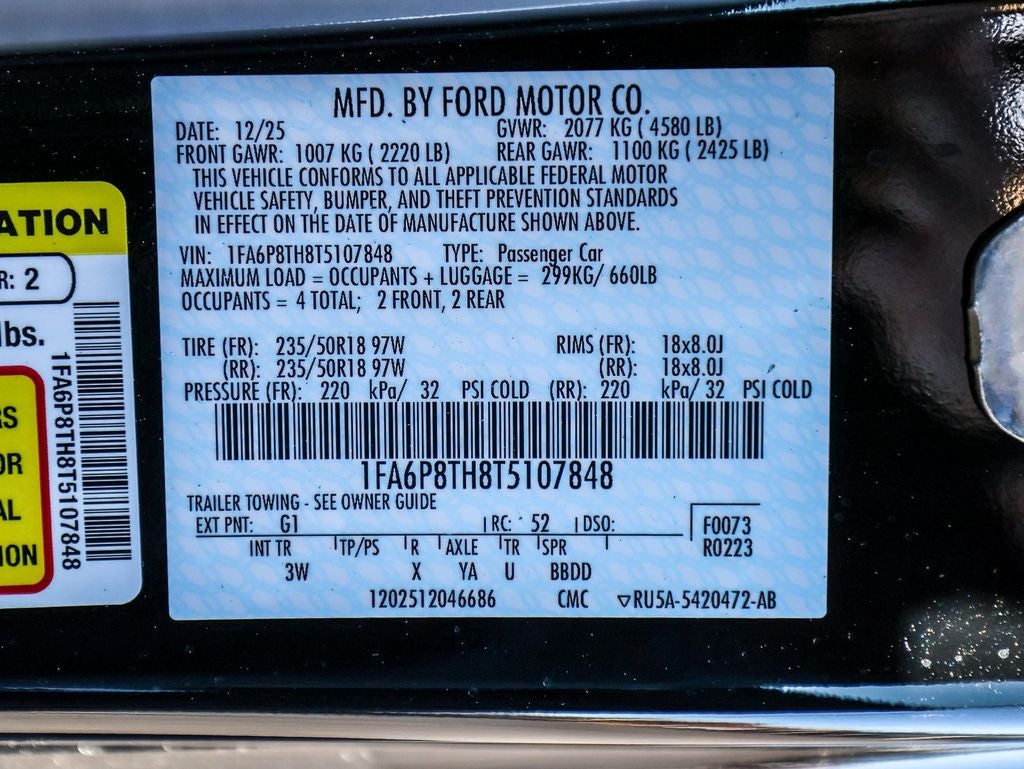 MFD. BY FORD MOTOR CO.
DATE: 12/25 GVWR: 2077 KG ( 4580 LB)
FRONT GAWR: 1007 KG ( 2220 LB) REAR GAWR: 1100 KG ( 2425 LB)
THIS VEHICLE CONFORMS TO ALL APPLICABLE FEDERAL MOTOR
VEHICLE SAFETY, BUMPER, AND THEFT PREVENTION STANDARDS
IN EFFECT ON THE DATE OF MANUFACTURE SHOWN ABOVE.
VIN: 1FA6P8TH8T5107848 TYPE: Passenger Car
MAXIMUM LOAD = OCCUPANTS + LUGGAGE = 299KG/ 660LB
OCCUPANTS = 4 TOTAL; 2 FRONT, 2 REAR
TIRE (FR): 235/50R18 97W RIMS (FR): 18x8.0J
(RR): 235/50R18 97W (RR): 18x8.0J
PRESSURE (FR): 220 kPa/ 32 PSI COLD (RR): 220 kPa/ 32 PSI COLD
1FA6P8TH8T5107848
TRAILER TOWING - SEE OWNER GUIDE
EXT PNT: G1 RC: 52 DSO: F0073
R0223
INT TR TP/PS R AXLE TR SPR
3W X YA U BBDD
1202512046686 CMC ▽RU5A-5420472-AB
ATION
R: 2
lbs.
1FA6P8TH8T5107848
RS
OR
AL
ION